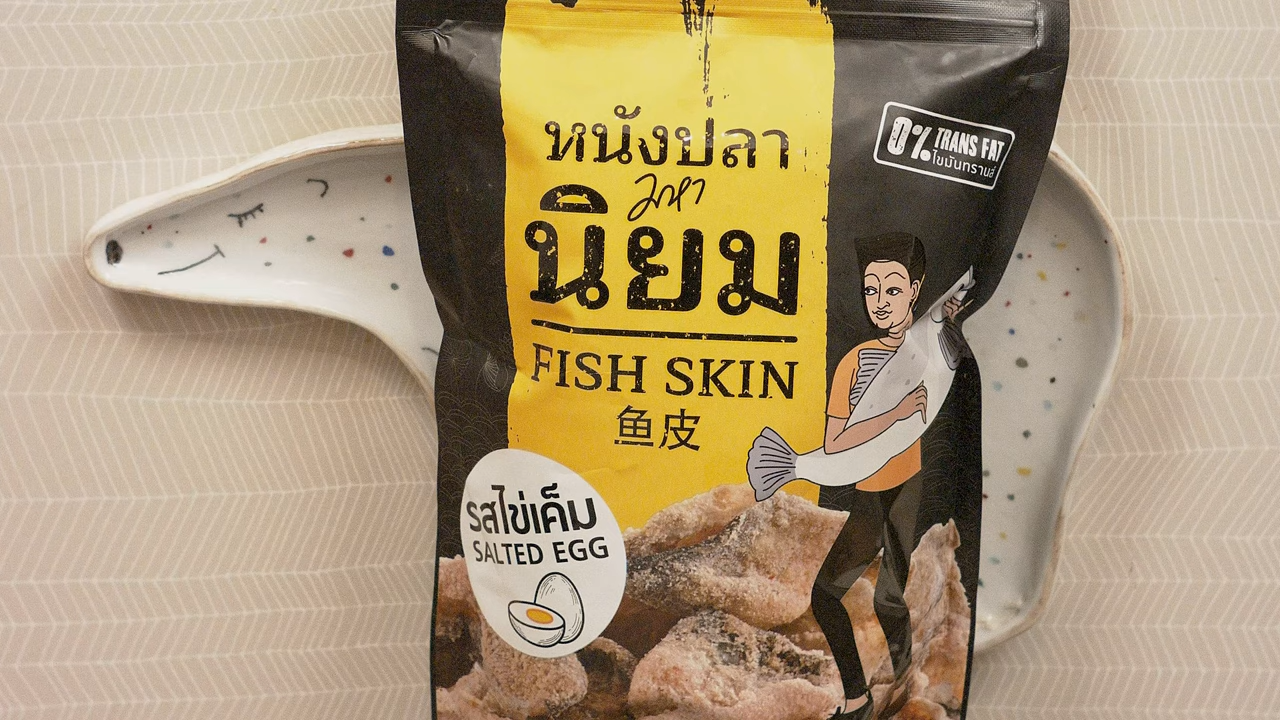 หนังปลา
มหา
นิยม
FISH SKIN
鱼皮
0% TRANS FAT
ไขมันทรานส์
รสไข่เค็ม
SALTED EGG